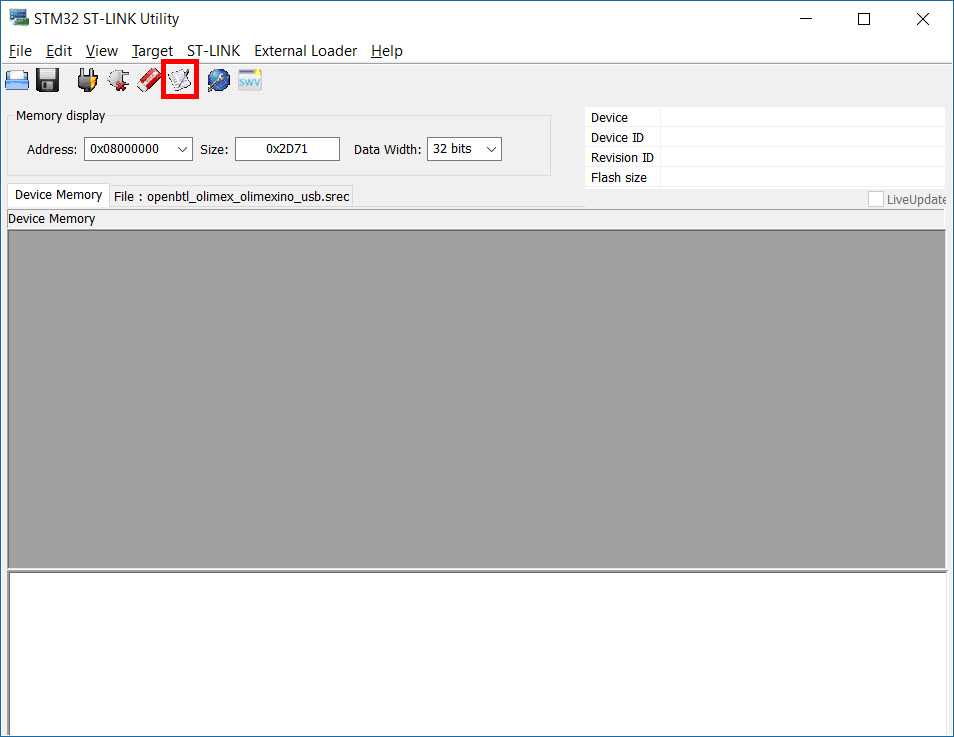 STM32 ST-LINK Utility
File Edit View Target ST-LINK External Loader Help
SWV
Memory display
Address: 0x08000000 Size: 0x2D71 Data Width: 32 bits
Device
Device ID
Revision ID
Flash size
LiveUpdate
Device Memory File : openbtl_olimex_olimexino_usb.srec
Device Memory